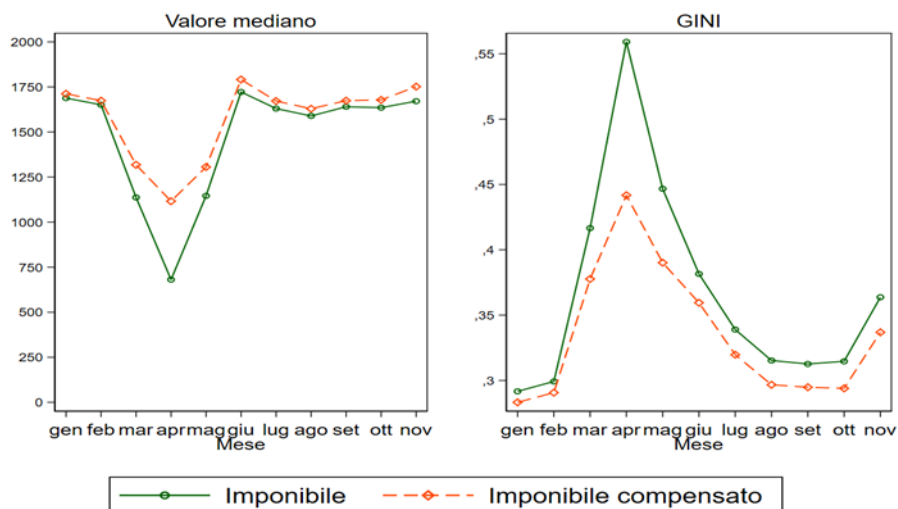 Valore mediano
2000
1750
1500
1250
1000
750
500
250
0
gen feb mar apr mag giu lug ago set ott nov
Mese
GINI
,55
,5
,45
,4
,35
,3
gen feb mar apr mag giu lug ago set ott nov
Mese
Imponibile Imponibile compensato